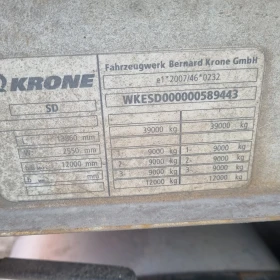 KRONE
Fahrzeugwerk Bernard Krone GmbH
e1*2007/46*0232
WKESD000000589443
SD
39000 kg 39000 kg
mm
2550 mm 1- 9000 kg 1- 9000 kg
12000 mm 2- 9000 kg 2- 9000 kg
mm 3- 9000 kg 3- 9000 kg
12000 kg 12000 kg